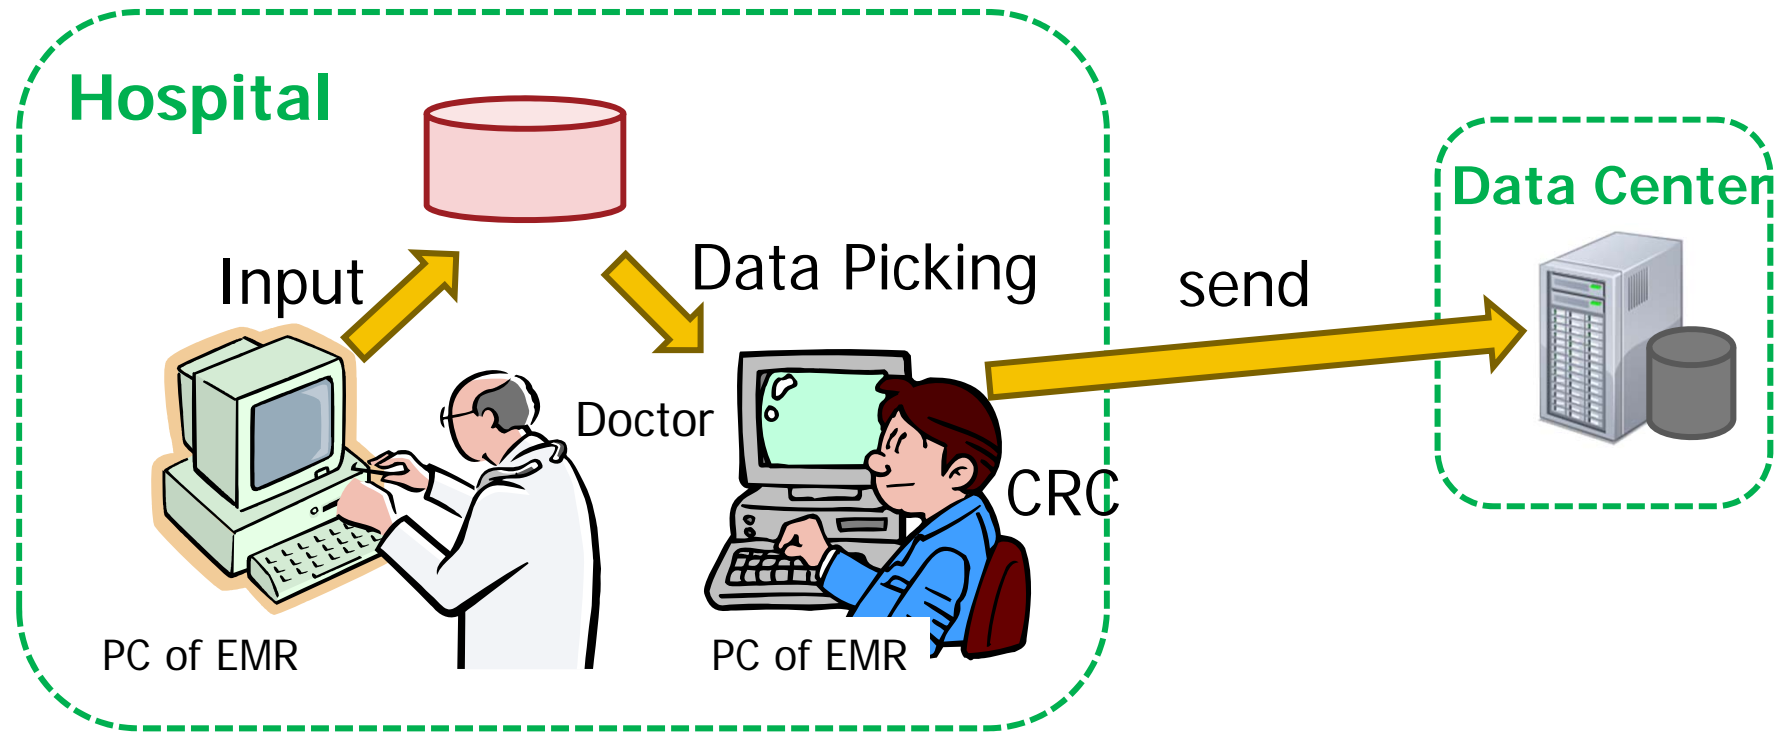 Hospital
Data Center
Input
Data Picking
send
Doctor
CRC
PC of EMR
PC of EMR